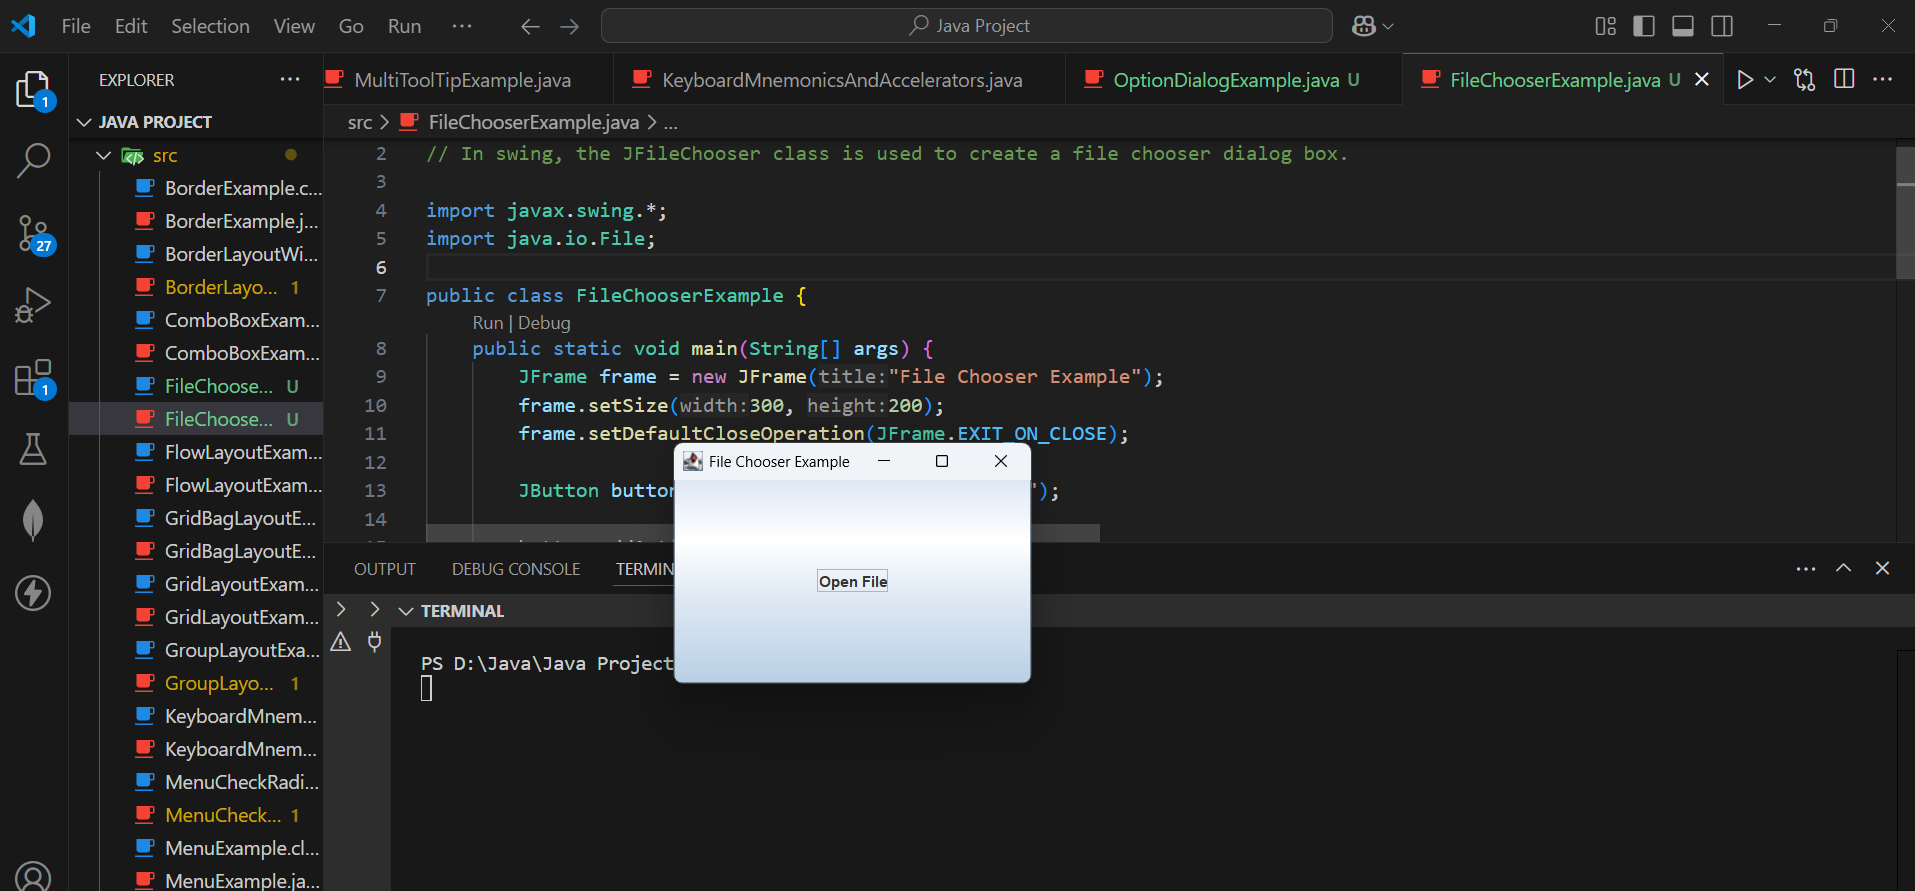 File Edit Selection View Go Run ··· Java Project
EXPLORER ···
JAVA PROJECT
src
BorderExample.c...
BorderExample.j...
BorderLayoutWi...
BorderLayo... 1
ComboBoxExam...
ComboBoxExam...
FileChoose... U
FileChoose... U
FlowLayoutExam...
FlowLayoutExam...
GridBagLayoutE...
GridBagLayoutE...
GridLayoutExam...
GridLayoutExam...
GroupLayoutExa...
GroupLayo... 1
KeyboardMnem...
KeyboardMnem...
MenuCheckRadi...
MenuCheck... 1
MenuExample.cl...
MenuExample.ja...
1
27
1
MultiToolTipExample.java KeyboardMnemonicsAndAccelerators.java OptionDialogExample.java U FileChooserExample.java U
src > FileChooserExample.java > ...
2 // In swing, the JFileChooser class is used to create a file chooser dialog box.
3
4 import javax.swing.*;
5 import java.io.File;
6
7 public class FileChooserExample {
Run | Debug
8 public static void main(String[] args) {
9 JFrame frame = new JFrame(title:"File Chooser Example");
10 frame.setSize(width:300, height:200);
11 frame.setDefaultCloseOperation(JFrame.EXIT_ON_CLOSE);
12
13 JButton button ");
14
File Chooser Example
Open File
OUTPUT DEBUG CONSOLE TERMIN
TERMINAL
PS D:\Java\Java Project